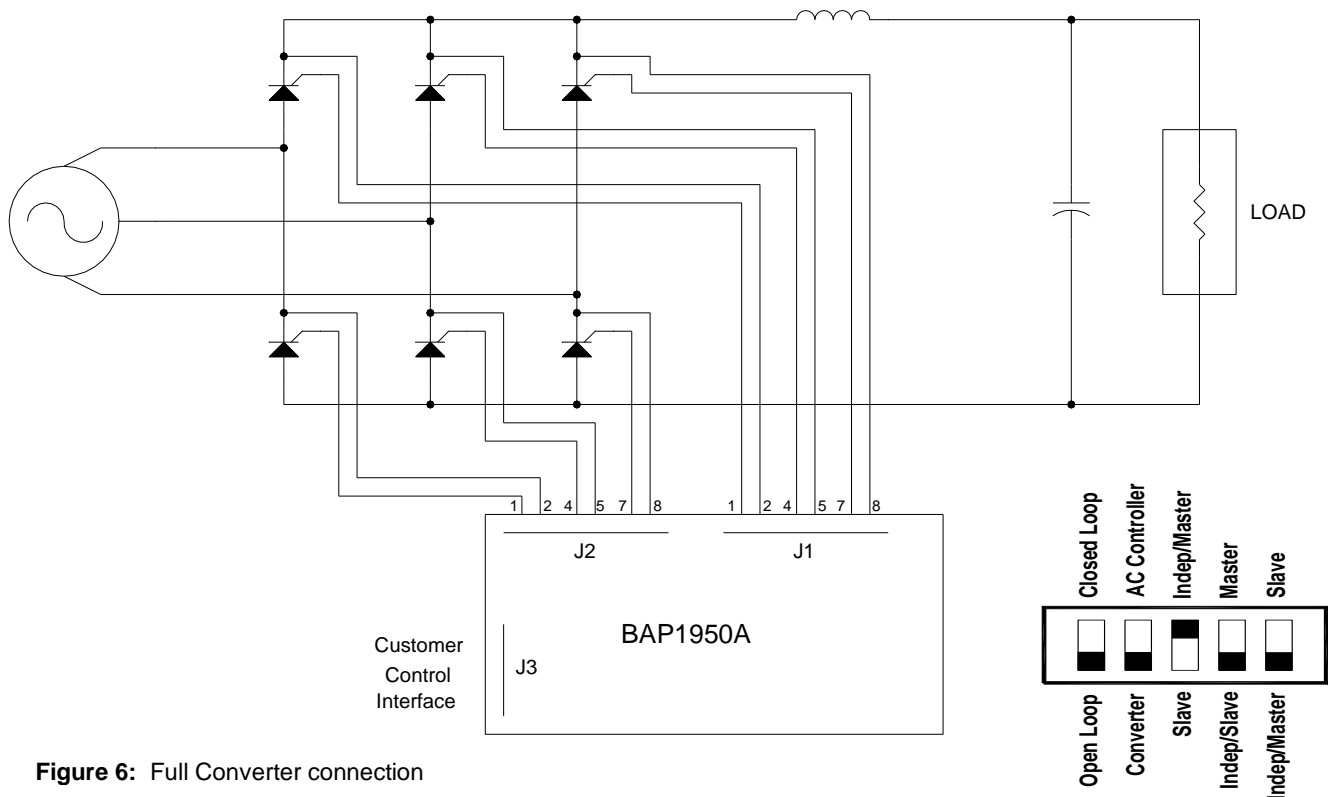 LOAD
1 2 4 5 7 8
1 2 4 5 7 8
J2
J1
BAP1950A
Customer
Control
Interface
J3
Closed Loop
AC Controller
Indep/Master
Master
Slave
Open Loop
Converter
Slave
Indep/Slave
Indep/Master
Figure 6: Full Converter connection